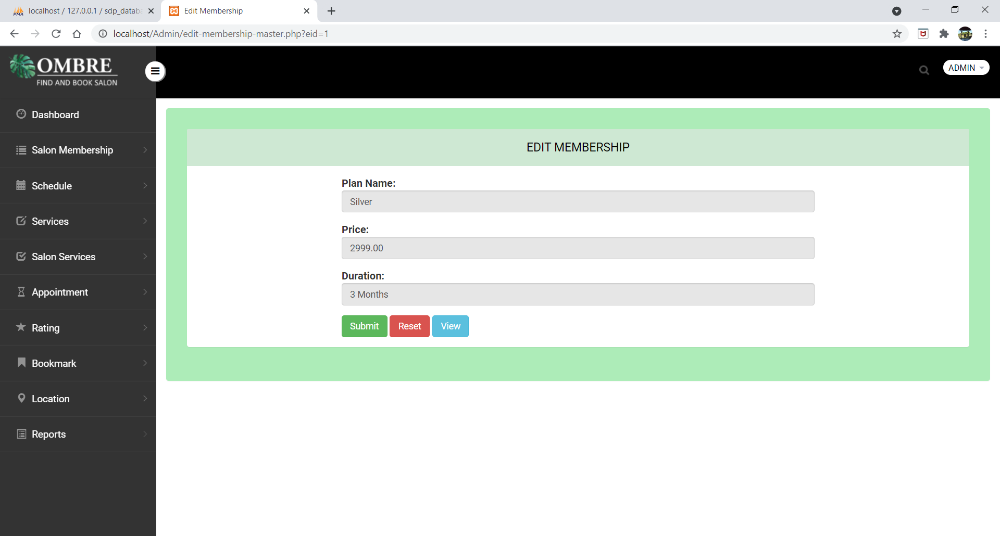 localhost / 127.0.0.1 / sdp_databa
Edit Membership
localhost/Admin/edit-membership-master.php?eid=1
OMBRE
FIND AND BOOK SALON
ADMIN
Dashboard
Salon Membership
Schedule
Services
Salon Services
Appointment
Rating
Bookmark
Location
Reports
EDIT MEMBERSHIP
Plan Name:
Silver
Price:
2999.00
Duration:
3 Months
Submit Reset View